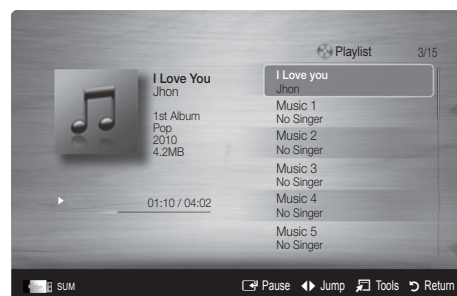 Playlist 3/15
I Love You
Jhon
1st Album
Pop
2010
4.2MB
01:10 / 04:02
I Love you
Jhon
Music 1
No Singer
Music 2
No Singer
Music 3
No Singer
Music 4
No Singer
Music 5
No Singer
SUM Pause Jump Tools Return